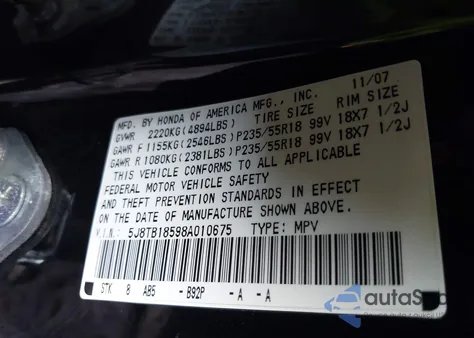 MFD. BY HONDA OF AMERICA MFG., INC. 11/07
GVWR 2220KG(4894LBS) TIRE SIZE RIM SIZE
GAWR F 1155KG(2546LBS)P235/55R18 99V 18X7 1/2J
GAWR R 1080KG(2381LBS)P235/55R18 99V 18X7 1/2J
THIS VEHICLE CONFORMS TO ALL APPLICABLE
FEDERAL MOTOR VEHICLE SAFETY
AND THEFT PREVENTION STANDARDS IN EFFECT
ON THE DATE OF MANUFACTURE SHOWN ABOVE.
V.I.N.: 5J8TB18598A010675 TYPE: MPV
STK 8 AB5 - B92P - A - A